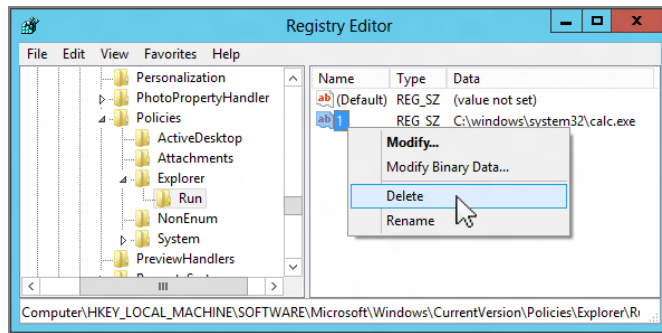 Registry Editor
File Edit View Favorites Help
Personalization
PhotoPropertyHandler
Policies
ActiveDesktop
Attachments
Explorer
Run
NonEnum
System
PreviewHandlers
Name Type Data
ab (Default) REG_SZ (value not set)
ab 1 REG_SZ C:\windows\system32\calc.exe
Modify...
Modify Binary Data...
Delete
Rename
Computer\HKEY_LOCAL_MACHINE\SOFTWARE\Microsoft\Windows\CurrentVersion\Policies\Explorer\